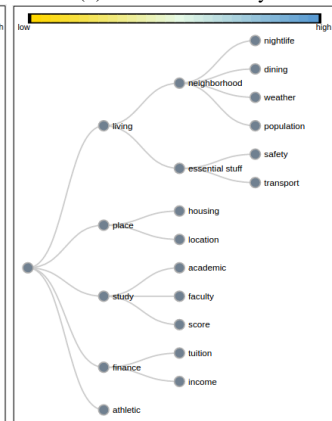 low high
nightlife
dining
neighborhood
weather
population
living
safety
essential stuff
transport
housing
place
location
academic
study
faculty
score
tuition
finance
income
athletic